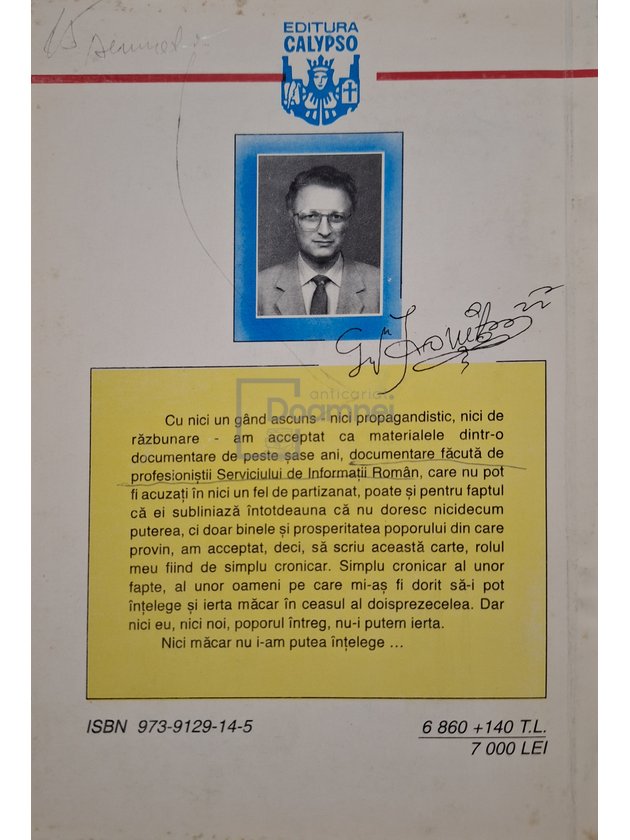 EDITURA
CALYPSO
anticariat
Doampei
Cu nici un gând ascuns - nici propagandistic, nici de
răzbunare - am acceptat ca materialele dintr-o
documentare de peste șase ani, documentare făcută de
profesioniștii Serviciului de Informații Român, care nu pot
fi acuzați în nici un fel de partizanat, poate și pentru faptul
că ei subliniază întotdeauna că nu doresc nicidecum
puterea, ci doar binele și prosperitatea poporului din care
provin, am acceptat, deci, să scriu această carte, rolul
meu fiind de simplu cronicar. Simplu cronicar al unor
fapte, al unor oameni pe care mi-aș fi dorit să-i pot
înțelege și ierta măcar în ceasul al doisprezecelea. Dar
nici eu, nici noi, poporul întreg, nu-i putem ierta.
Nici măcar nu i-am putea înțelege ...
ISBN 973-9129-14-5
6 860 +140 T.L.
7 000 LEI